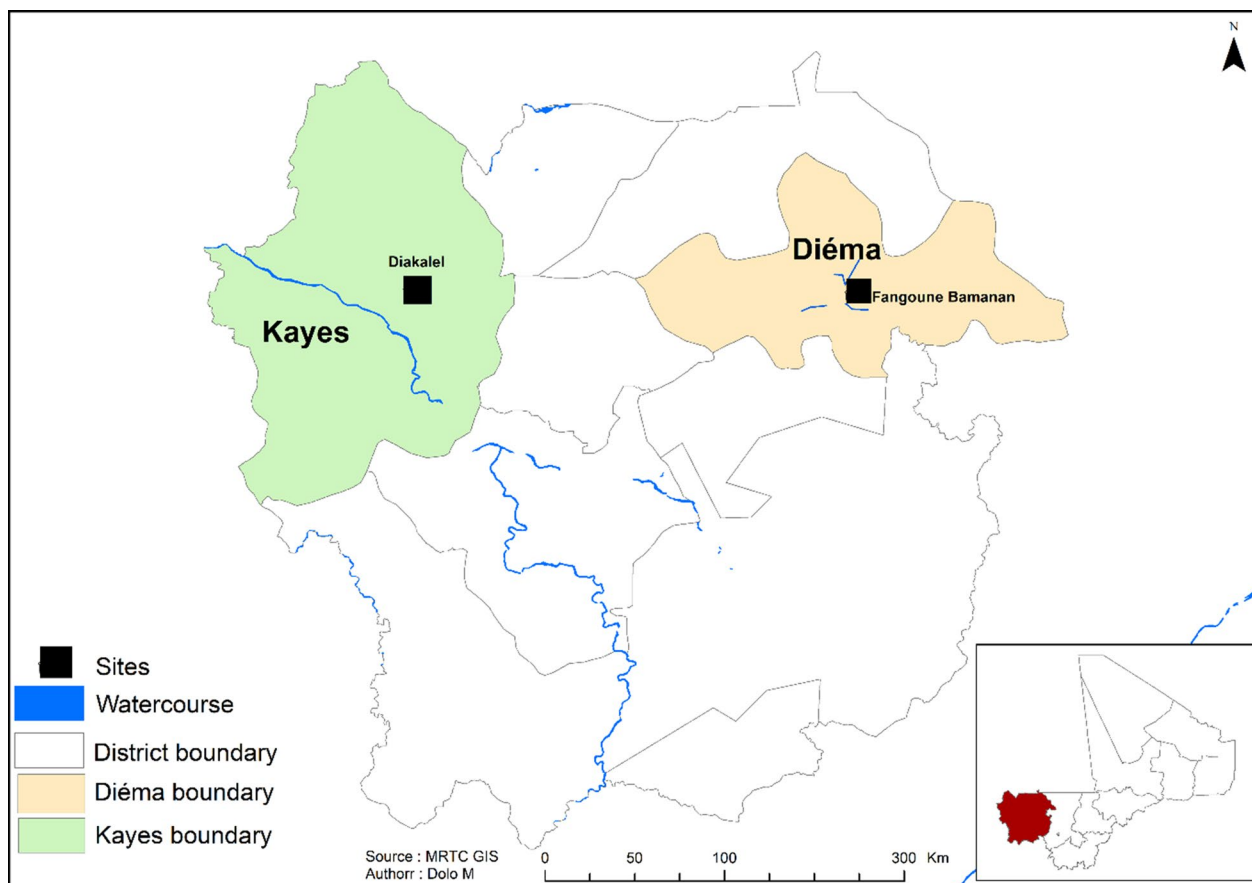 N
Diéma
Diakalel
Fangoune Bamanan
Kayes
Sites
Watercourse
District boundary
Diéma boundary
Kayes boundary
Source : MRTC GIS
Authorr : Dolo M
0 50 100 300 Km